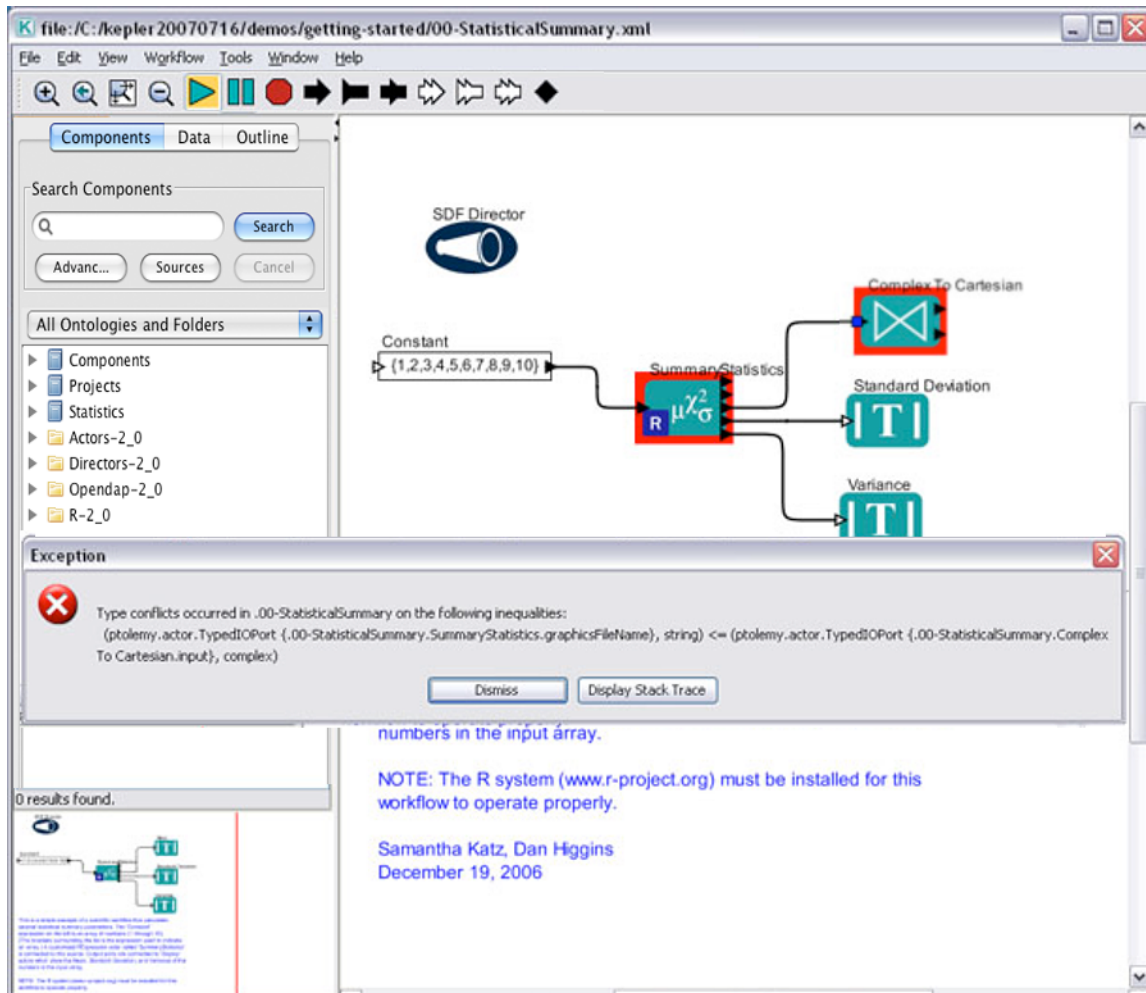 file:/C:/kepler20070716/demos/getting-started/00-StatisticalSummary.xml
File Edit View Workflow Tools Window Help
Components Data Outline
Search Components
Search
Advanc... Sources Cancel
All Ontologies and Folders
Components
Projects
Statistics
Actors-2_0
Directors-2_0
Opendap-2_0
R-2_0
SDF Director
Complex To Cartesian
Constant
{1,2,3,4,5,6,7,8,9,10}
SummaryStatistics
R μχ²σ
Standard Deviation
T
Variance
T
Exception
Type conflicts occurred in .00-StatisticalSummary on the following inequalities:
(ptolemy.actor.TypedIOPort {.00-StatisticalSummary.SummaryStatistics.graphicsFileName}, string) <= (ptolemy.actor.TypedIOPort {.00-StatisticalSummary.Complex
To Cartesian.input}, complex)
Dismiss Display Stack Trace
numbers in the input array.
NOTE: The R system (www.r-project.org) must be installed for this
workflow to operate properly.
Samantha Katz, Dan Higgins
December 19, 2006
0 results found.